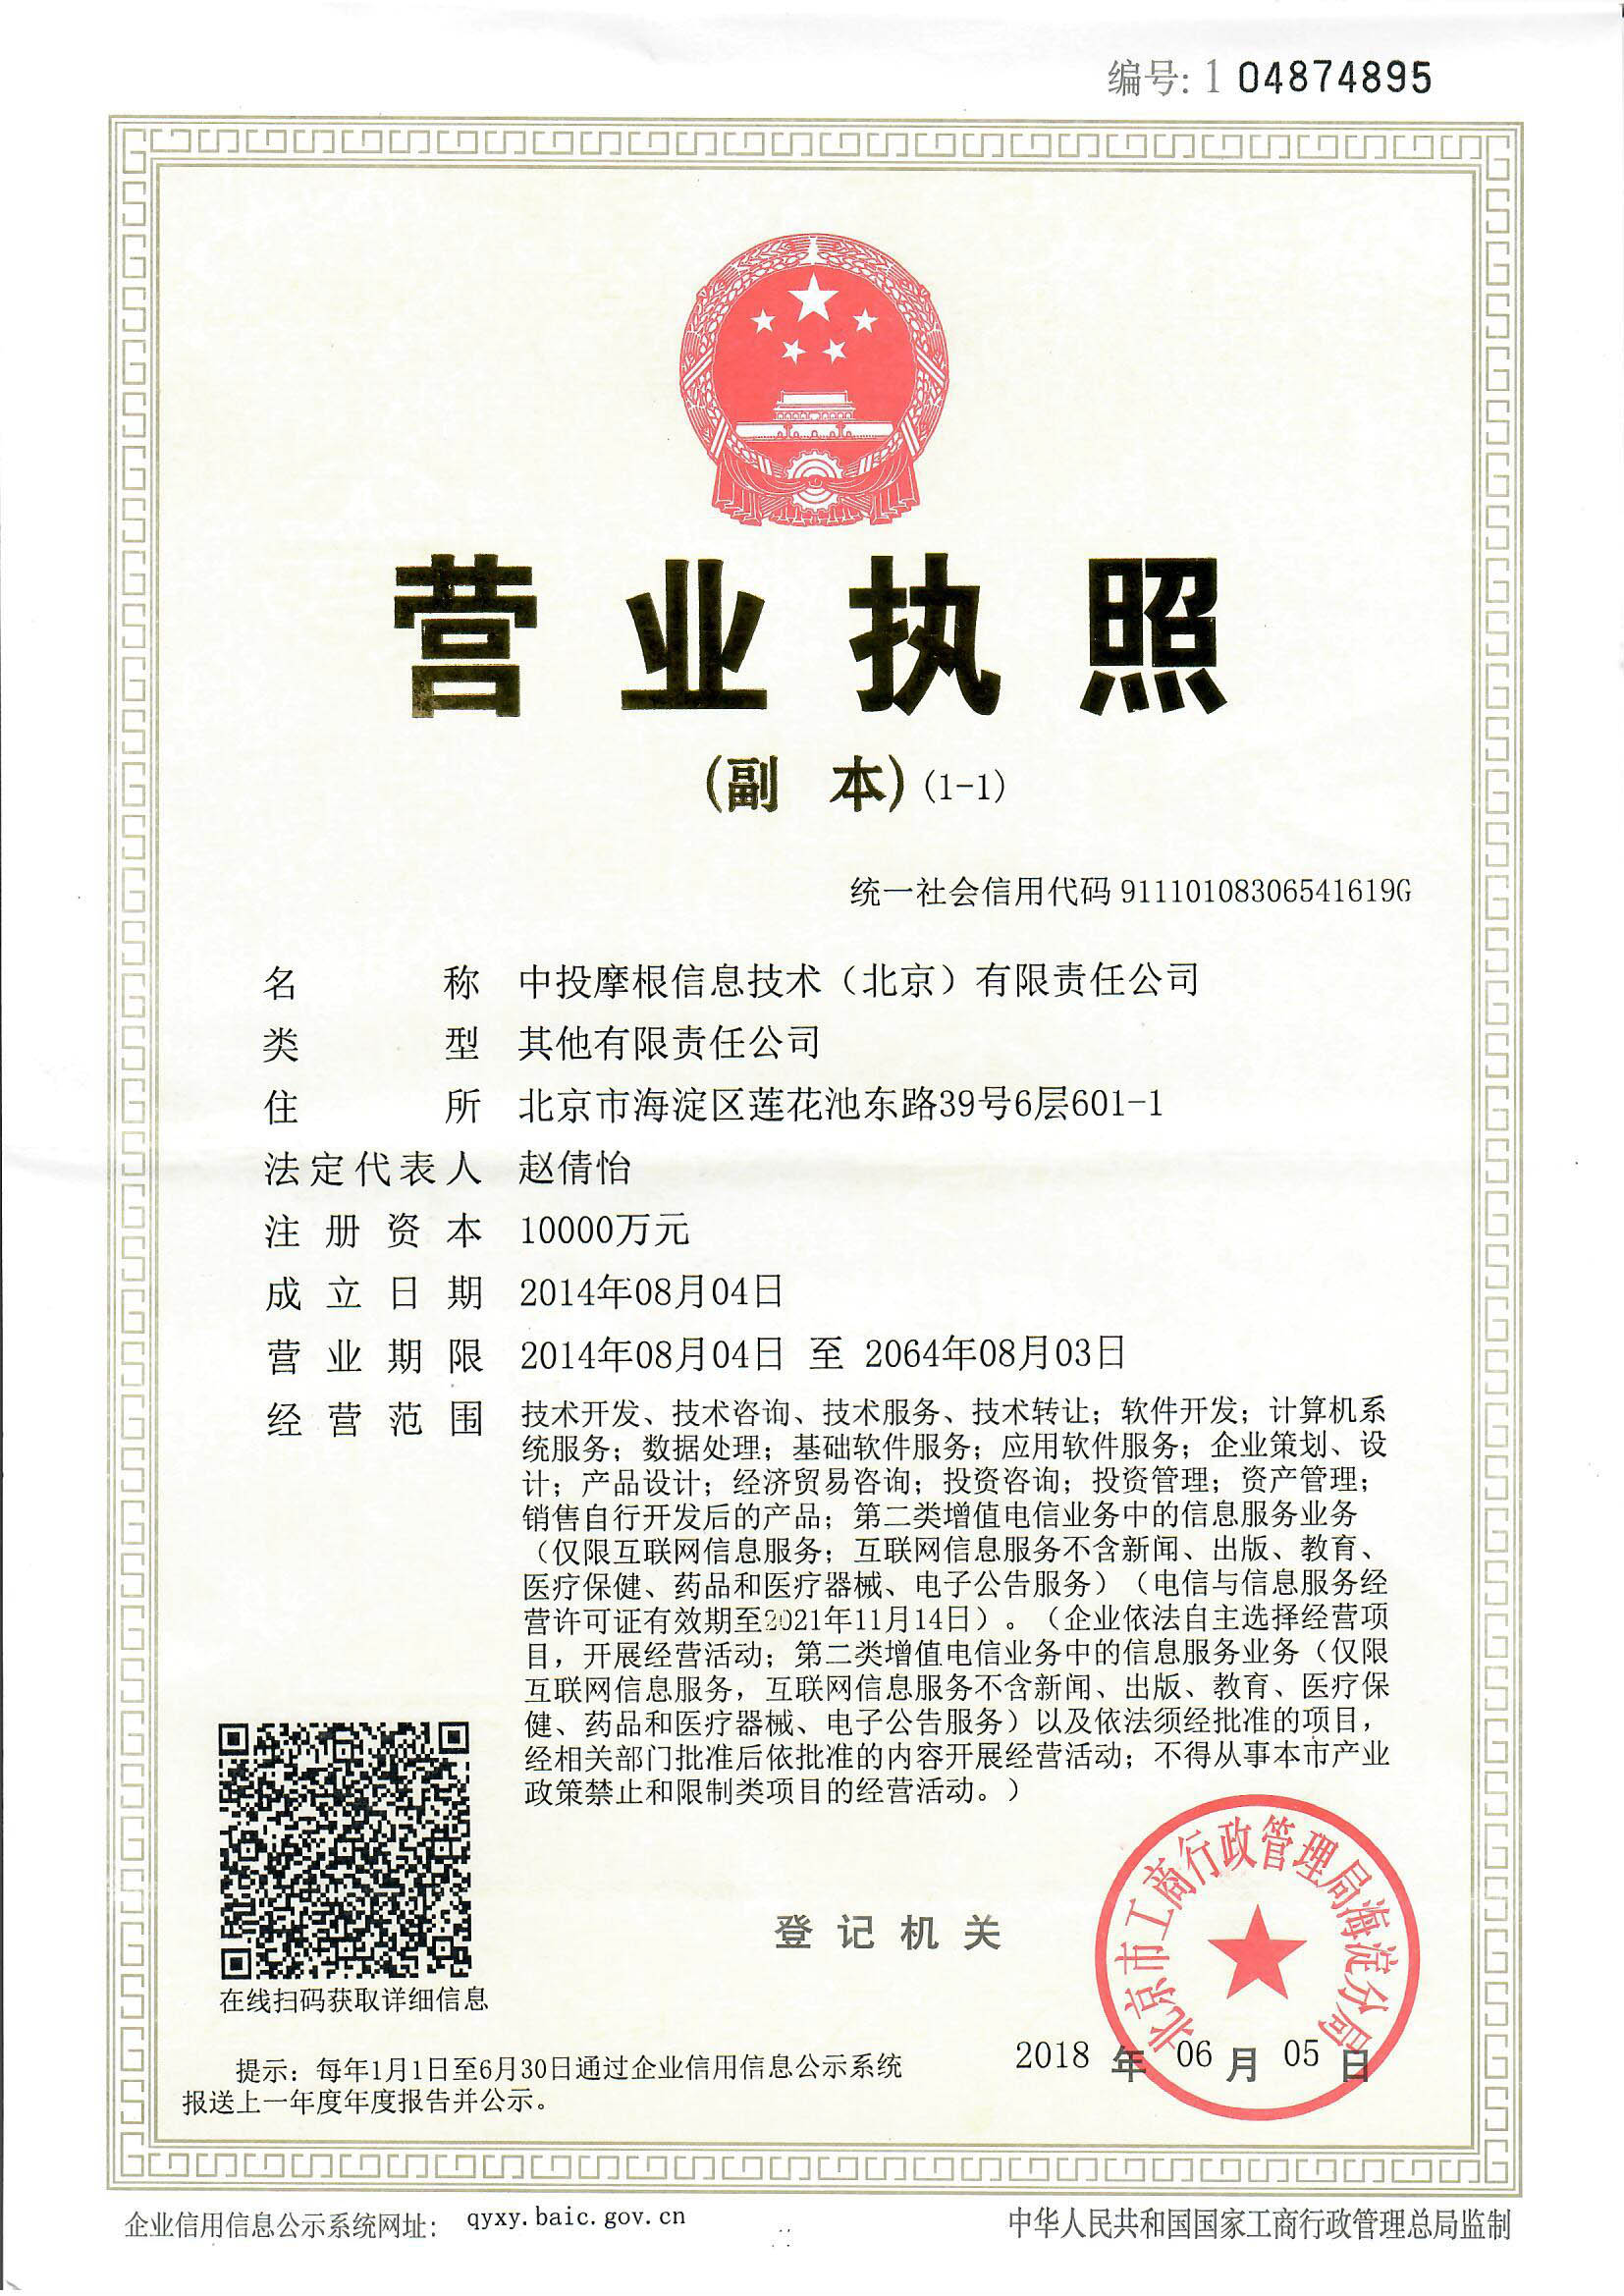 编号: 1 04874895
营业执照
(副 本) (1-1)
统一社会信用代码 91110108306541619G
名称 中投摩根信息技术（北京）有限责任公司
类型 其他有限责任公司
住所 北京市海淀区莲花池东路39号6层601-1
法定代表人 赵倩怡
注册资本 10000万元
成立日期 2014年08月04日
营业期限 2014年08月04日 至 2064年08月03日
经营范围 技术开发、技术咨询、技术服务、技术转让；软件开发；计算机系
统服务；数据处理；基础软件服务；应用软件服务；企业策划、设
计；产品设计；经济贸易咨询；投资咨询；投资管理；资产管理；
销售自行开发后的产品；第二类增值电信业务中的信息服务业务
（仅限互联网信息服务；互联网信息服务不含新闻、出版、教育、
医疗保健、药品和医疗器械、电子公告服务）（电信与信息服务经
营许可证有效期至2021年11月14日）。（企业依法自主选择经营项
目，开展经营活动；第二类增值电信业务中的信息服务业务（仅限
互联网信息服务，互联网信息服务不含新闻、出版、教育、医疗保
健、药品和医疗器械、电子公告服务）以及依法须经批准的项目，
经相关部门批准后依批准的内容开展经营活动；不得从事本市产业
政策禁止和限制类项目的经营活动。）
在线扫码获取详细信息
登记机关
北京市工商行政管理局海淀分局
2018 年 06 月 05 日
提示：每年1月1日至6月30日通过企业信用信息公示系统
报送上一年度年度报告并公示。
企业信用信息公示系统网址： qyxy.baic.gov.cn
中华人民共和国国家工商行政管理总局监制